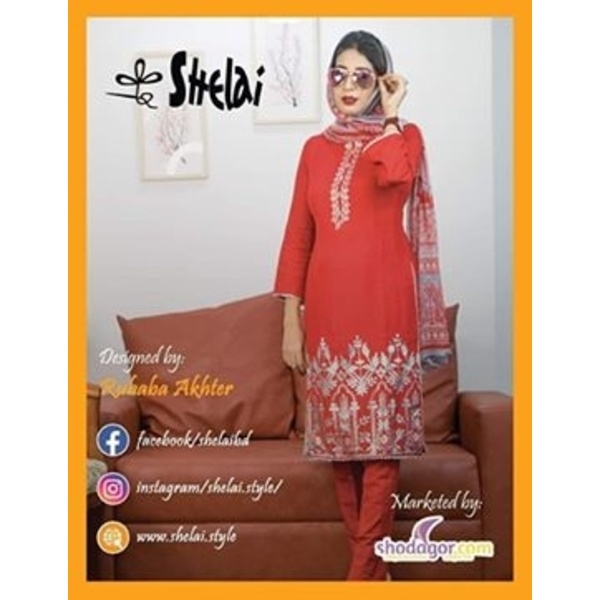 Shelai
Designed by:
Rubaba Akhter
facebook/shelaibd
instagram/shelai.style/
www.shelai.style
Marketed by:
shodagor.com